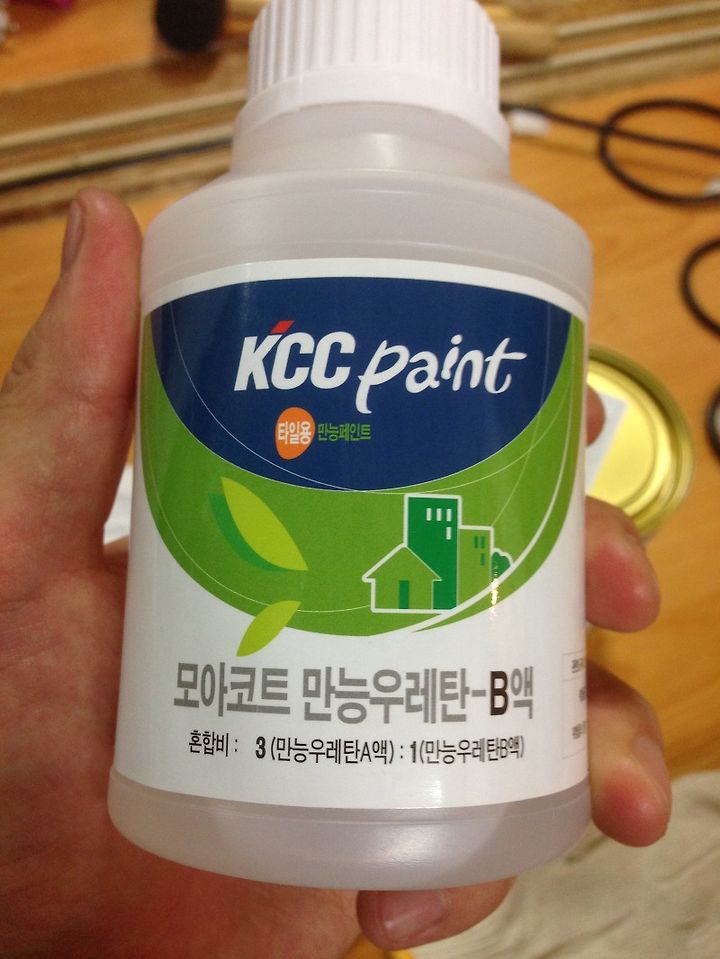 KCC paint
타일용 만능페인트
모아코트 만능우레탄-B액
혼합비 : 3 (만능우레탄A액) : 1(만능우레탄B액)